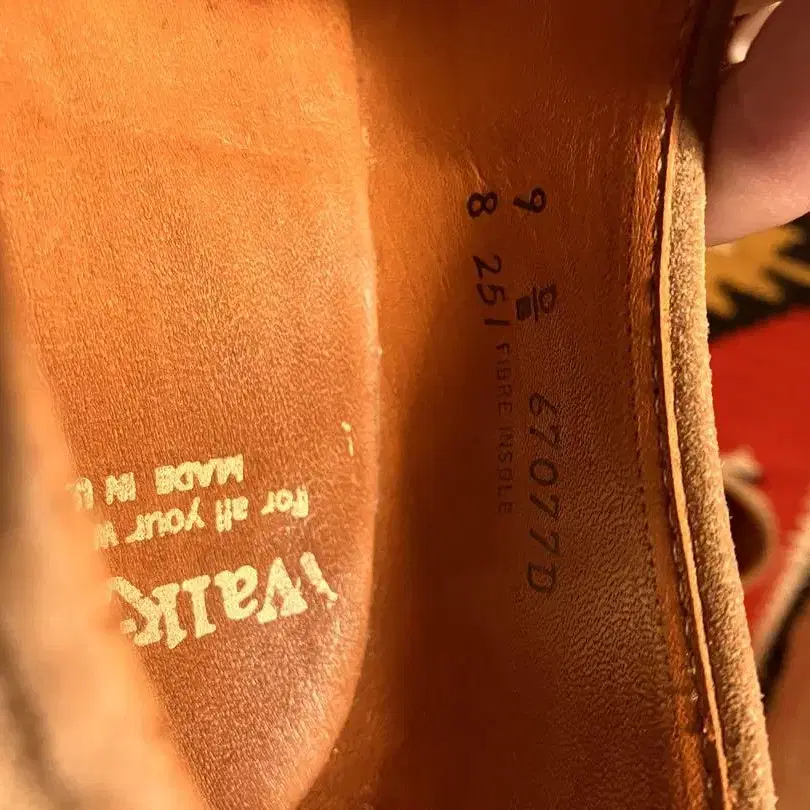 9 D 67077D
8 251 FIBRE INSOLE
Walk
for all your
MADE IN